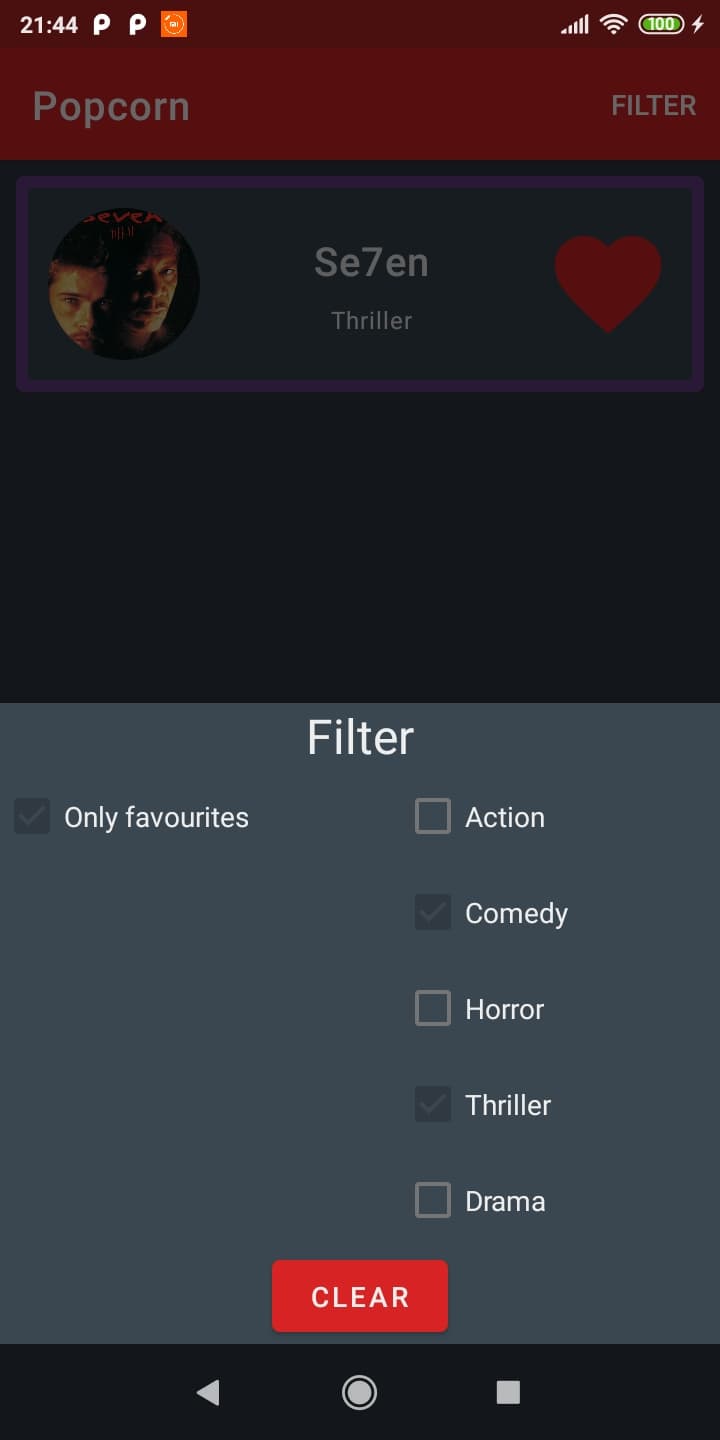 21:44
100
Popcorn
FILTER
Seven
Se7en
Thriller
Filter
Only favourites
Action
Comedy
Horror
Thriller
Drama
CLEAR